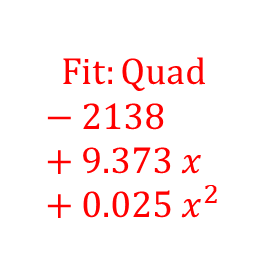 Fit: Quad
− 2138
+ 9.373 x
+ 0.025 x²